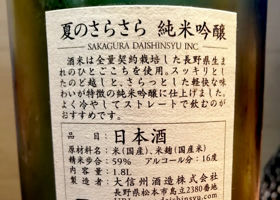 夏のさらさら 純米吟醸
SAKAGURA DAISHINSYU INC.
酒米は全量契約栽培した長野県生
まれのひとごこちを使用。スッキリとし
たのど越しと、さらっとした軽快な味
わいが特徴の純米吟醸に仕上げました。
よく冷やしてストレートで飲むのが
おすすめです。
品目：日本酒
原材料名：米(国産)、米麹(国産米)
精米歩合：59% アルコール分：16度
内容量：1.8L
製造者：大信州酒造株式会社
長野県松本市島立2380番地